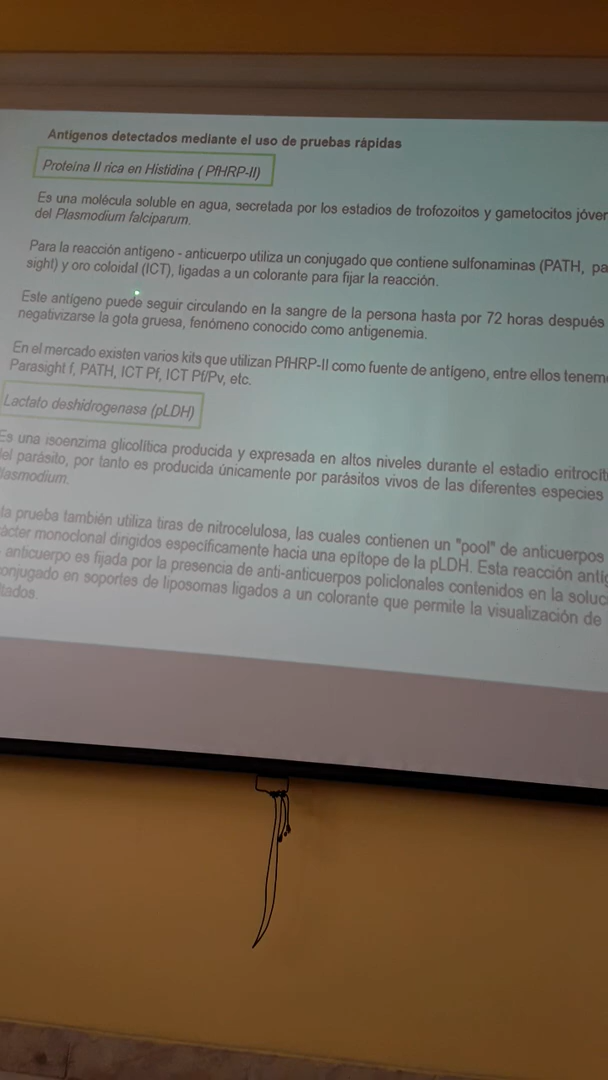 Antígenos detectados mediante el uso de pruebas rápidas
Proteína II rica en Histidina ( PfHRP-II)
Es una molécula soluble en agua, secretada por los estadios de trofozoitos y gametocitos jóven
del Plasmodium falciparum.
Para la reacción antígeno - anticuerpo utiliza un conjugado que contiene sulfonaminas (PATH, pa
sight) y oro coloidal (ICT), ligadas a un colorante para fijar la reacción.
Este antígeno puede seguir circulando en la sangre de la persona hasta por 72 horas después
negativizarse la gota gruesa, fenómeno conocido como antigenemia.
En el mercado existen varios kits que utilizan PfHRP-II como fuente de antígeno, entre ellos tenem
Parasight f, PATH, ICT Pf, ICT Pf/Pv, etc.
Lactato deshidrogenasa (pLDH)
Es una isoenzima glicolítica producida y expresada en altos niveles durante el estadio eritrocít
el parásito, por tanto es producida únicamente por parásitos vivos de las diferentes especies
lasmodium.
la prueba también utiliza tiras de nitrocelulosa, las cuales contienen un "pool" de anticuerpos
rácter monoclonal dirigidos específicamente hacia una epítope de la pLDH. Esta reacción antíg
anticuerpo es fijada por la presencia de anti-anticuerpos policlonales contenidos en la soluc
onjugado en soportes de liposomas ligados a un colorante que permite la visualización de
ltados.